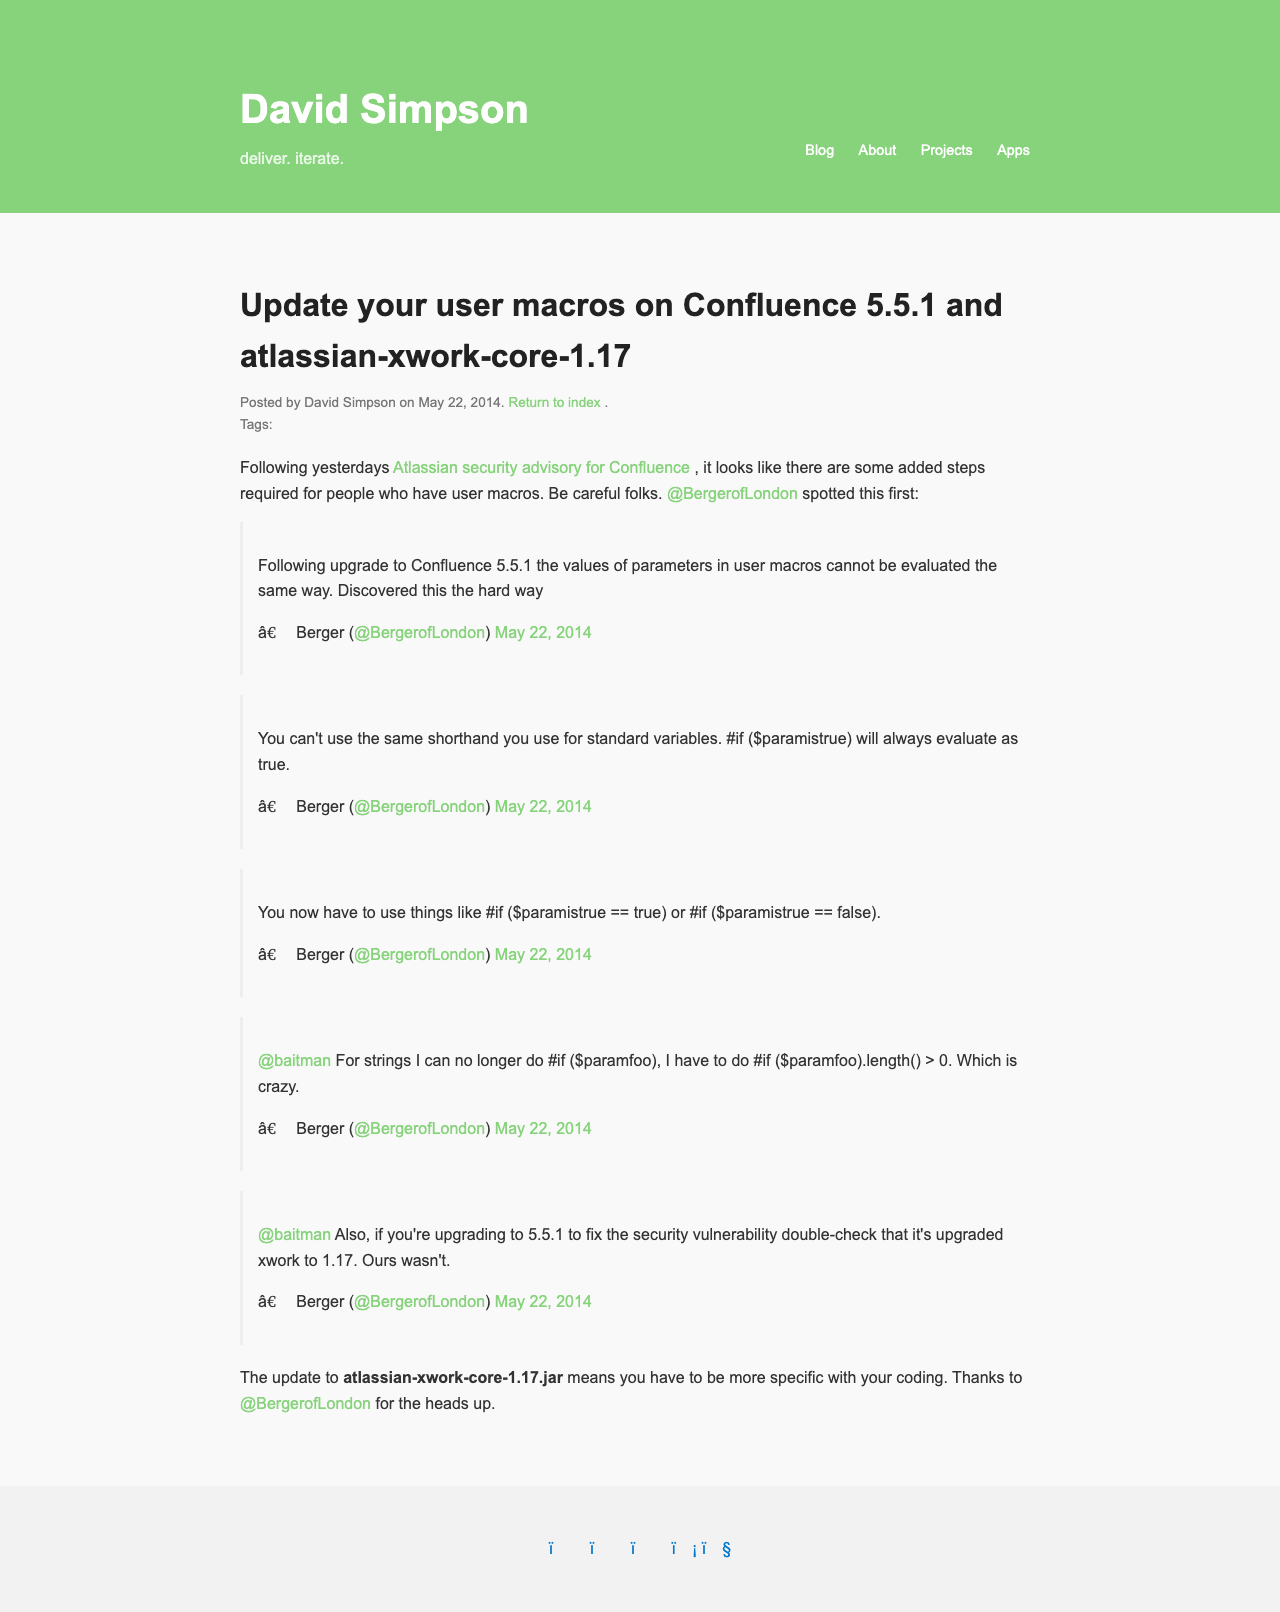 David Simpson
deliver. iterate.
Blog About Projects Apps
Update your user macros on Confluence 5.5.1 and
atlassian-xwork-core-1.17
Posted by David Simpson on May 22, 2014. Return to index .
Tags:
Following yesterdays Atlassian security advisory for Confluence , it looks like there are some added steps
required for people who have user macros. Be careful folks. @BergerofLondon spotted this first:
Following upgrade to Confluence 5.5.1 the values of parameters in user macros cannot be evaluated the
same way. Discovered this the hard way
â€ Berger (@BergerofLondon) May 22, 2014
You can't use the same shorthand you use for standard variables. #if ($paramistrue) will always evaluate as
true.
â€ Berger (@BergerofLondon) May 22, 2014
You now have to use things like #if ($paramistrue == true) or #if ($paramistrue == false).
â€ Berger (@BergerofLondon) May 22, 2014
@baitman For strings I can no longer do #if ($paramfoo), I have to do #if ($paramfoo).length() > 0. Which is
crazy.
â€ Berger (@BergerofLondon) May 22, 2014
@baitman Also, if you're upgrading to 5.5.1 to fix the security vulnerability double-check that it's upgraded
xwork to 1.17. Ours wasn't.
â€ Berger (@BergerofLondon) May 22, 2014
The update to atlassian-xwork-core-1.17.jar means you have to be more specific with your coding. Thanks to
@BergerofLondon for the heads up.
ï ï ï ï ¡ ï §